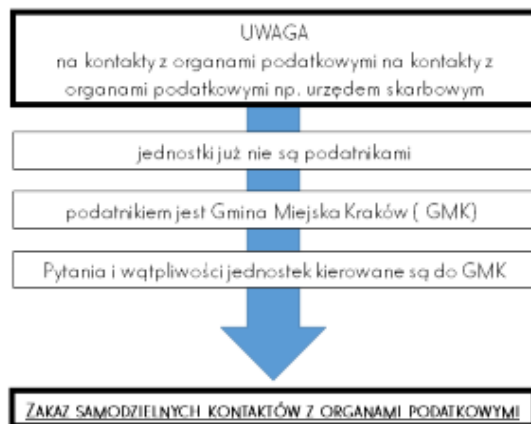 UWAGA
na kontakty z organami podatkowymi na kontakty z
organami podatkowymi np. urzędem skarbowym
jednostki już nie są podatnikami
podatnikiem jest Gmina Miejska Kraków ( GMK)
Pytania i wątpliwości jednostek kierowane są do GMK
ZAKAZ SAMODZIELNYCH KONTAKTÓW Z ORGANAMI PODATKOWYMI